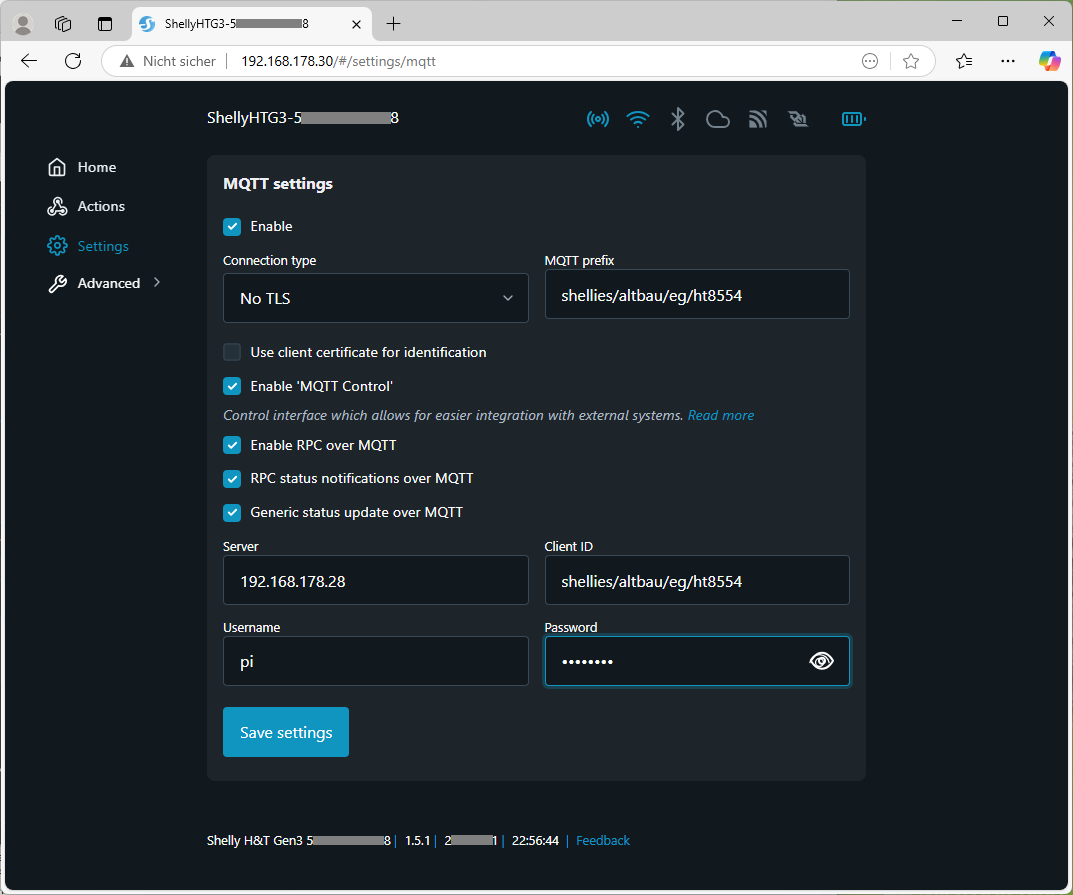 ShellyHTG3-5 8
Nicht sicher 192.168.178.30/#/settings/mqtt
ShellyHTG3-5 8
Home
Actions
Settings
Advanced
MQTT settings
Enable
Connection type MQTT prefix
No TLS shellies/altbau/eg/ht8554
Use client certificate for identification
Enable 'MQTT Control'
Control interface which allows for easier integration with external systems. Read more
Enable RPC over MQTT
RPC status notifications over MQTT
Generic status update over MQTT
Server Client ID
192.168.178.28 shellies/altbau/eg/ht8554
Username Password
pi ••••••••
Save settings
Shelly H&T Gen3 5 8 | 1.5.1 | 2 1 | 22:56:44 | Feedback